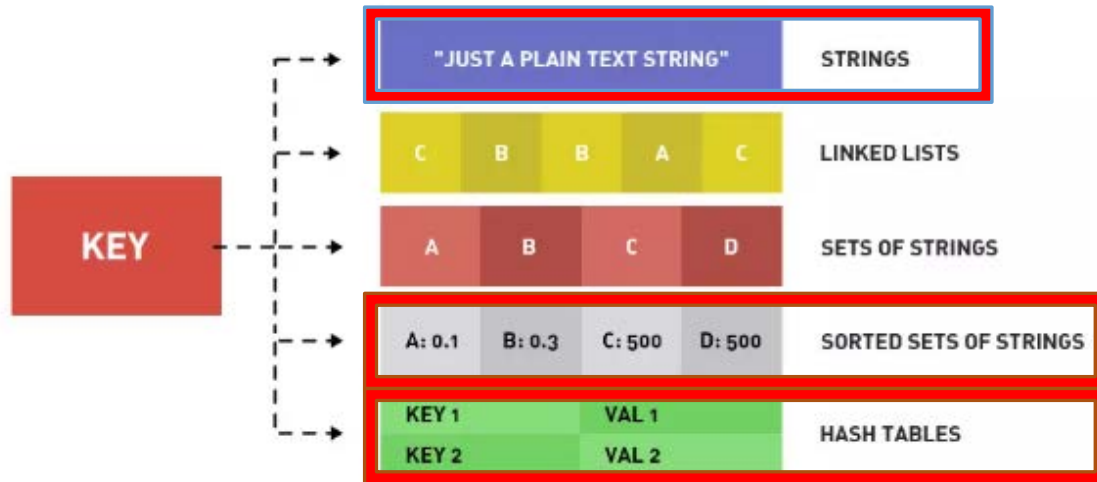 "JUST A PLAIN TEXT STRING" STRINGS
C B B A C LINKED LISTS
KEY
A B C D SETS OF STRINGS
A: 0.1 B: 0.3 C: 500 D: 500 SORTED SETS OF STRINGS
KEY 1 VAL 1
HASH TABLES
KEY 2 VAL 2